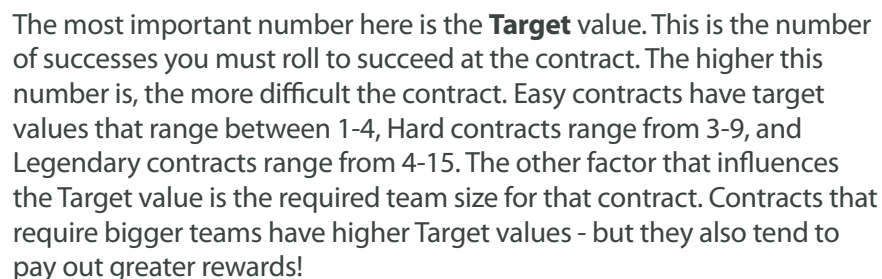 The most important number here is the Target value. This is the number
of successes you must roll to succeed at the contract. The higher this
number is, the more difficult the contract. Easy contracts have target
values that range between 1-4, Hard contracts range from 3-9, and
Legendary contracts range from 4-15. The other factor that influences
the Target value is the required team size for that contract. Contracts that
require bigger teams have higher Target values - but they also tend to
pay out greater rewards!